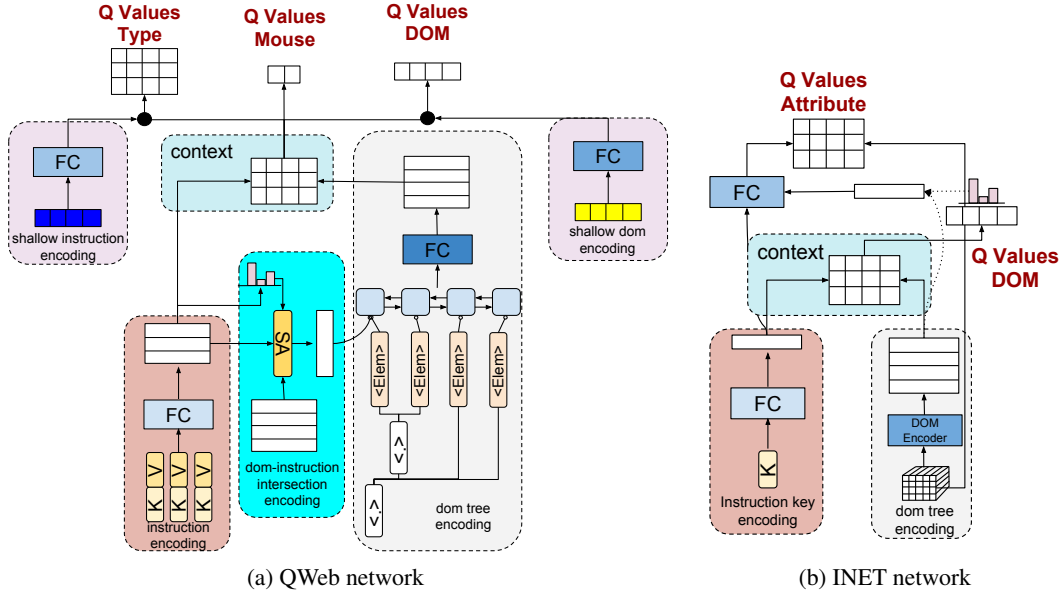 Q Values
Type
Q Values
Mouse
Q Values
DOM
FC
shallow instruction
encoding
context
FC
FC
shallow dom
encoding
SA
<Elem>
<Elem>
<Elem>
<Elem>
<.>
<.>
FC
V
V
V
K
K
K
instruction
encoding
dom-instruction
intersection
encoding
dom tree
encoding
(a) QWeb network
Q Values
Attribute
FC
context
Q Values
DOM
FC
K
Instruction key
encoding
DOM
Encoder
dom tree
encoding
(b) INET network